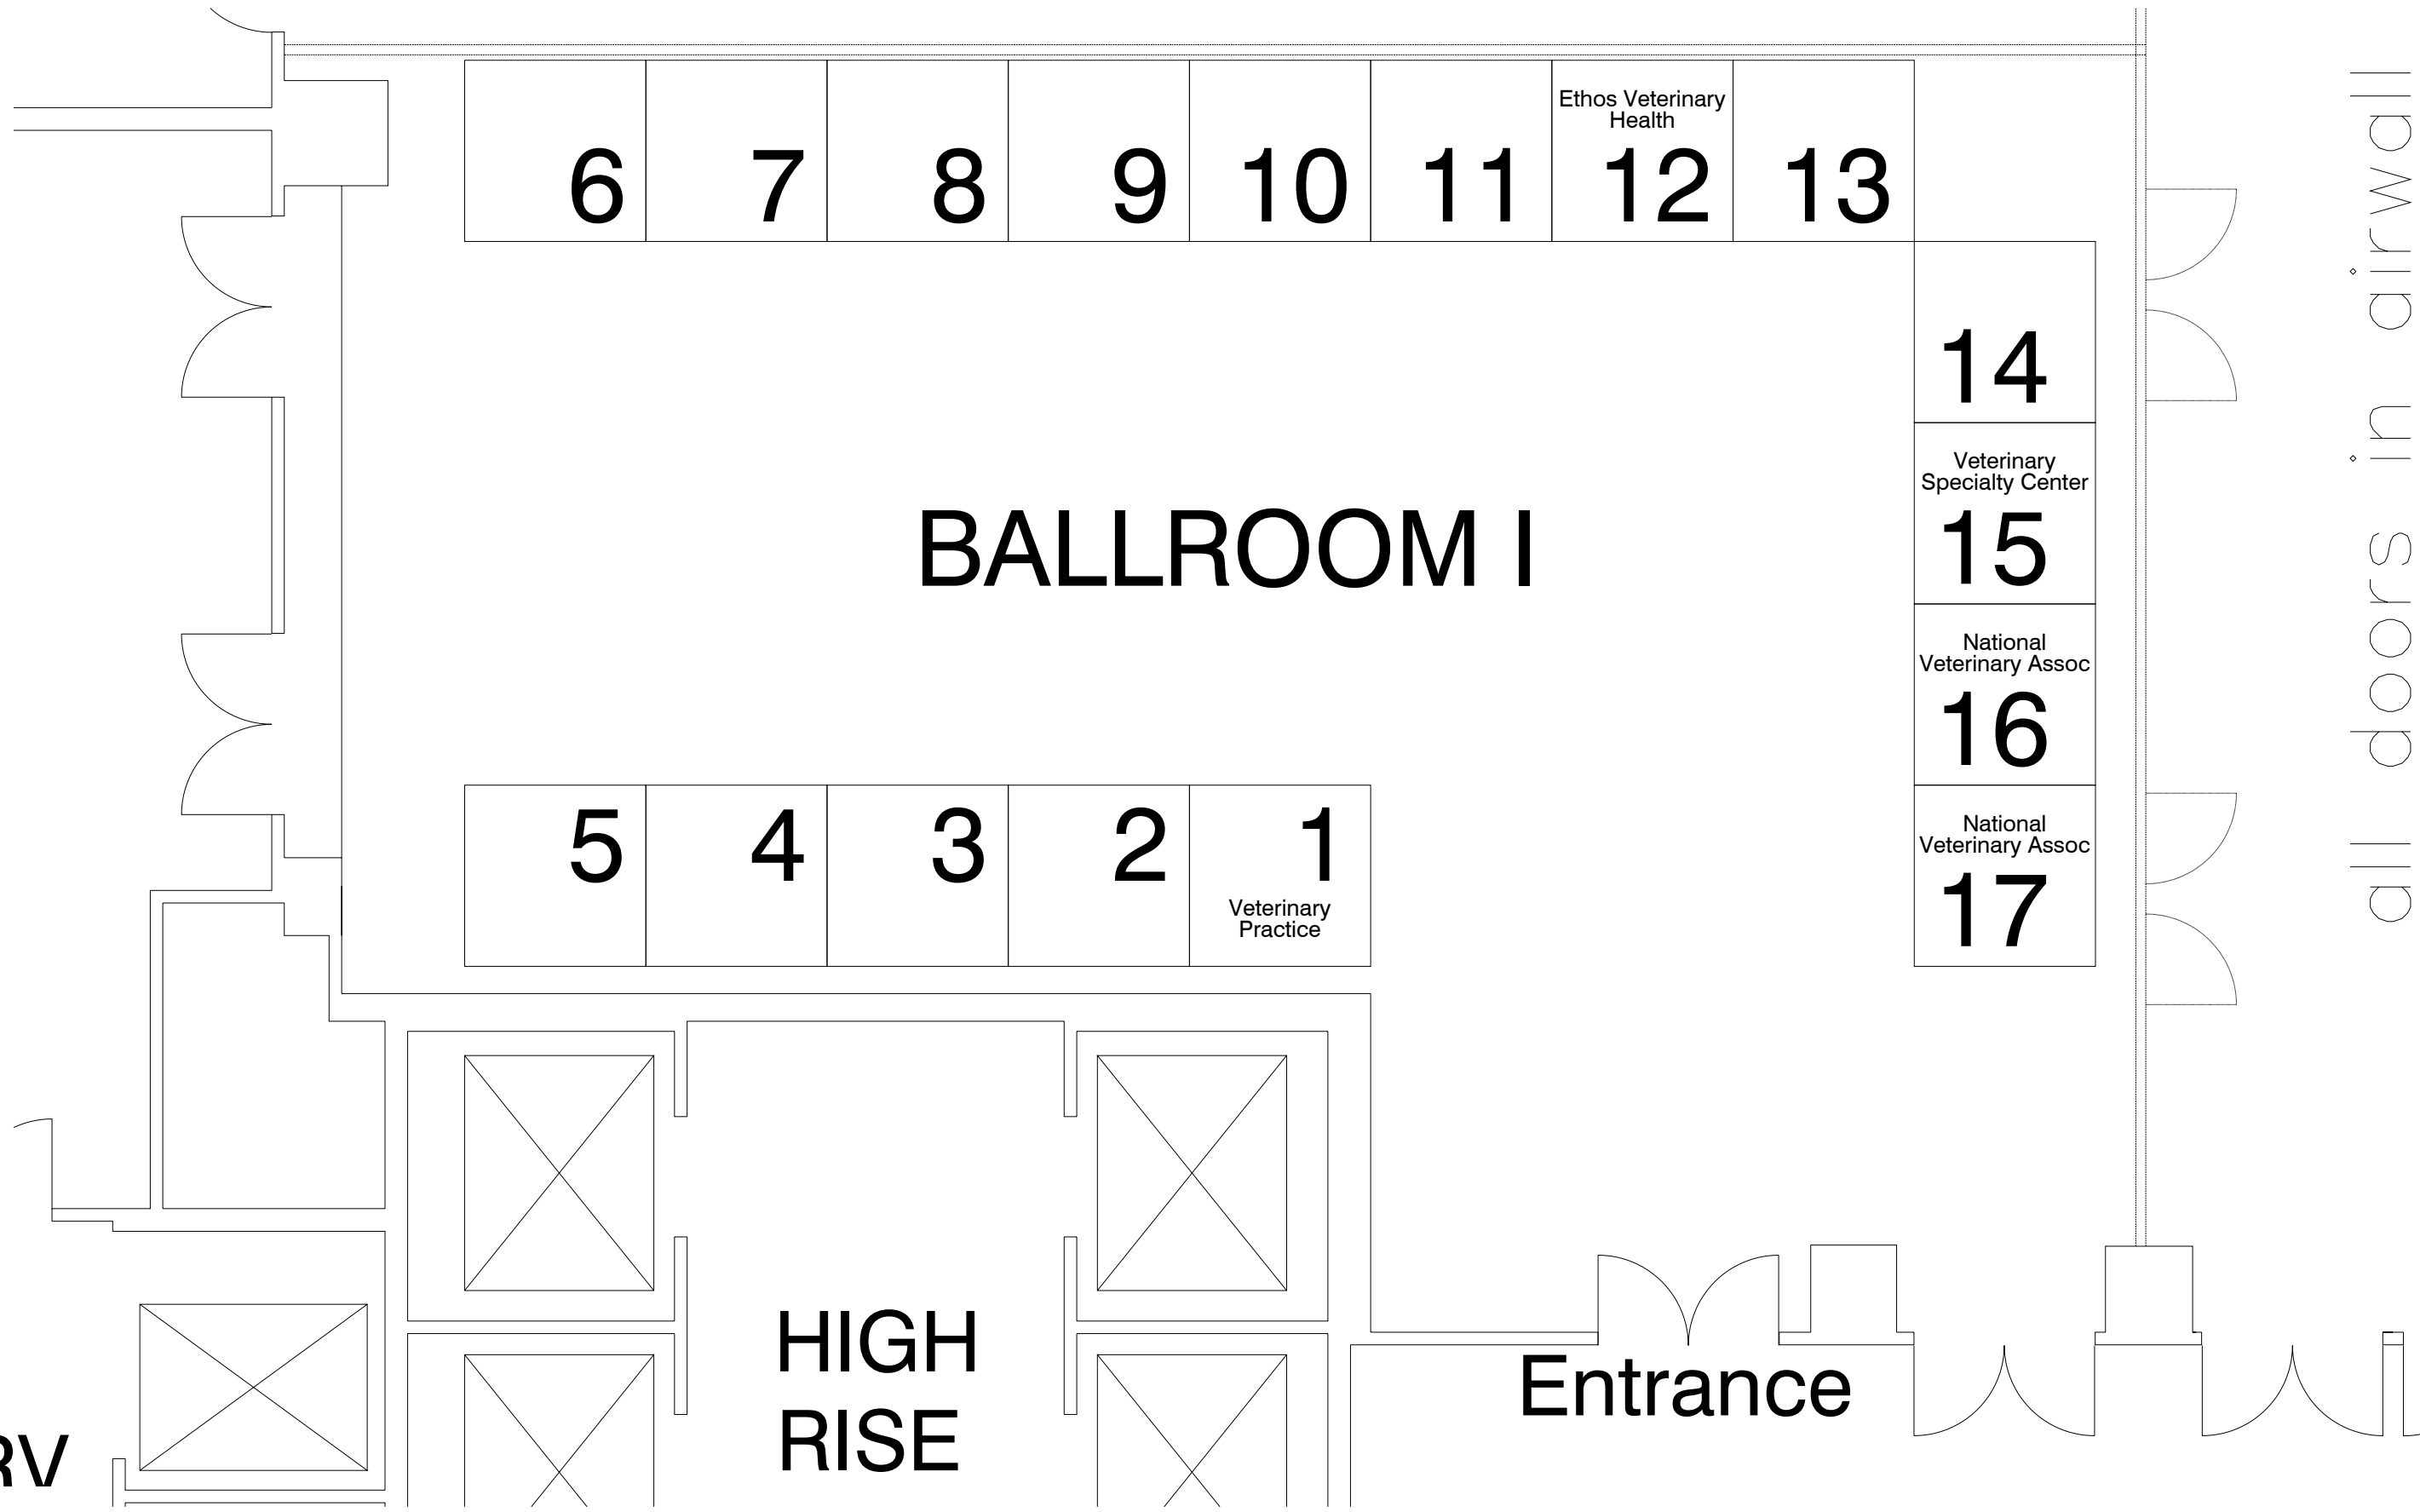 Ethos Veterinary
Health
6 7 8 9 10 11 12 13
14
BALLROOM I
Veterinary
Specialty Center
15
National
Veterinary Assoc
16
5 4 3 2 1
Veterinary
Practice
National
Veterinary Assoc
17
all doors in airwall
HIGH
RISE
Entrance
RV